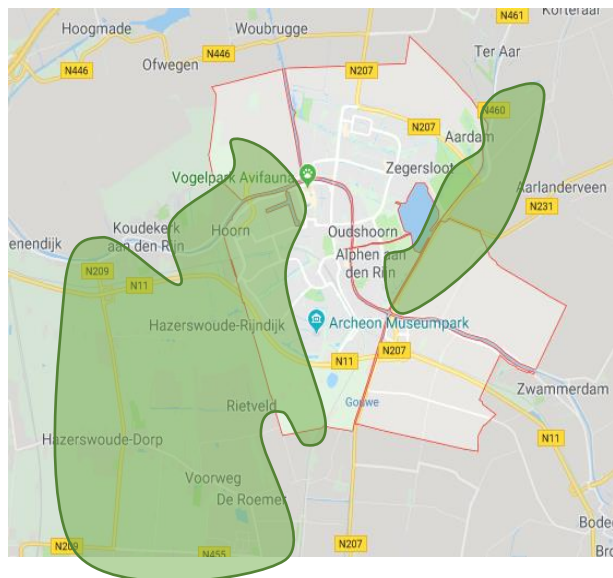 N461
Korteraar
Hoogmade
Woubrugge
N446
Ter Aar
Ofwegen
N446
N207
N460
N207
Aardam
Zegersloot
Vogelpark Avifauna
Aarlanderveen
N231
Koudekerk
aan den Rijn
Hoorn
Oudshoorn
enendijk
Alphen aan
den Rijn
N209
N11
Hazerswoude-Rijndijk
Archeon Museumpark
N207
N11
Zwammerdam
Rietveld
Gouwe
Hazerswoude-Dorp
N11
Voorweg
De Roemer
Bode
N209
N455
N207
Bro